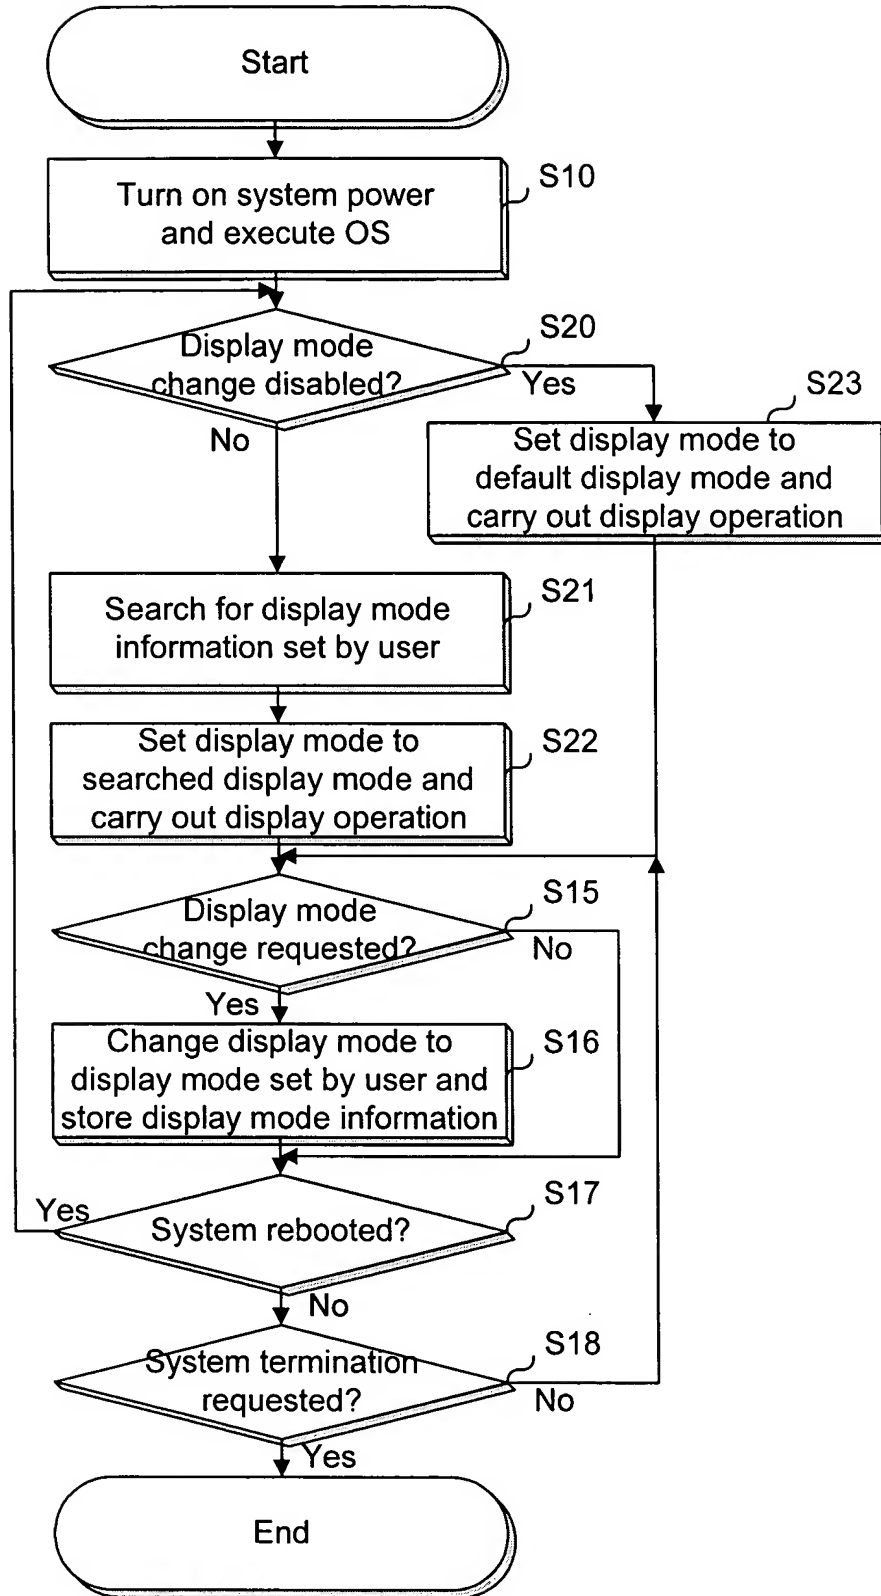 Start
S10
Turn on system power
and execute OS
S20
Display mode
change disabled?
Yes
No
S23
Set display mode to
default display mode and
carry out display operation
S21
Search for display mode
information set by user
S22
Set display mode to
searched display mode and
carry out display operation
S15
Display mode
change requested?
No
Yes
S16
Change display mode to
display mode set by user and
store display mode information
S17
Yes
System rebooted?
No
S18
System termination
requested?
No
Yes
End